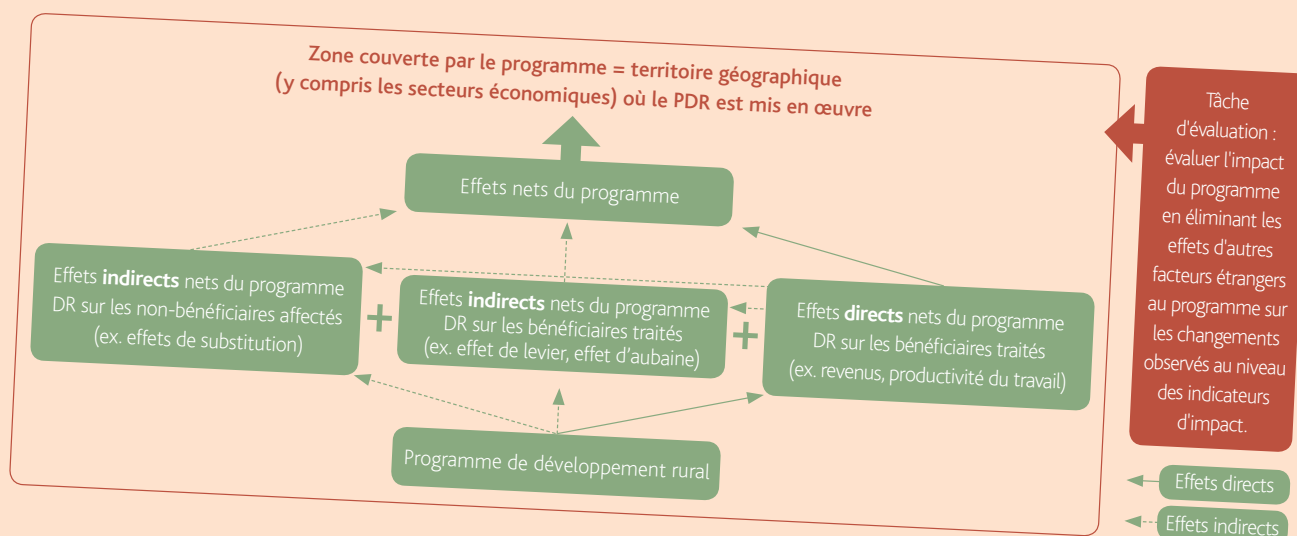 Zone couverte par le programme = territoire géographique
(y compris les secteurs économiques) où le PDR est mis en œuvre
Effets nets du programme
Effets indirects nets du programme
DR sur les non-bénéficiaires affectés
(ex. effets de substitution)
+
Effets indirects nets du programme
DR sur les bénéficiaires traités
(ex. effet de levier, effet d’aubaine)
+
Effets directs nets du programme
DR sur les bénéficiaires traités
(ex. revenus, productivité du travail)
Programme de développement rural
Tâche
d'évaluation :
évaluer l'impact
du programme
en éliminant les
effets d'autres
facteurs étrangers
au programme sur
les changements
observés au niveau
des indicateurs
d'impact.
Effets directs
Effets indirects